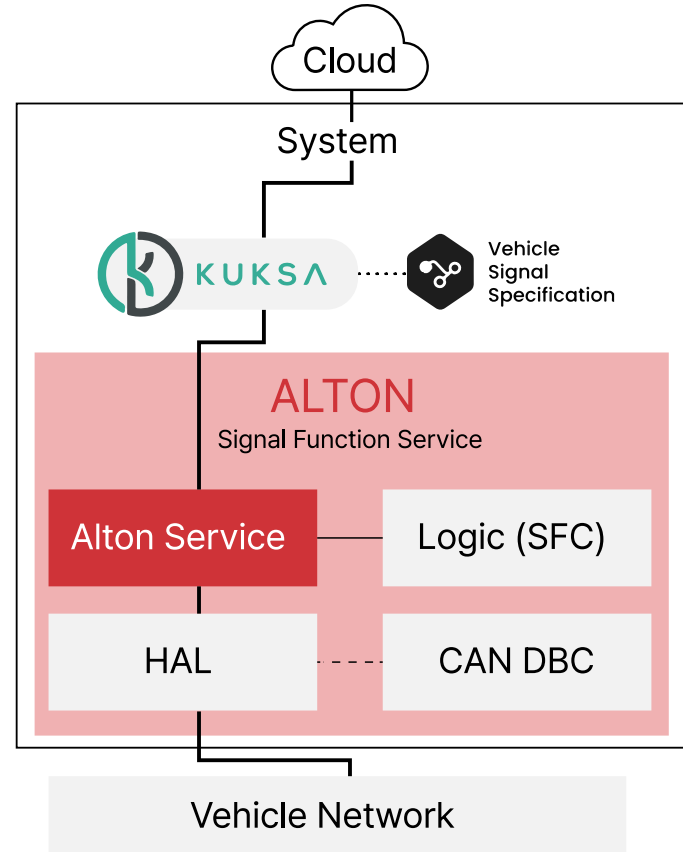 Cloud
System
KUKSA
Vehicle
Signal
Specification
ALTON
Signal Function Service
Alton Service
Logic (SFC)
HAL
CAN DBC
Vehicle Network